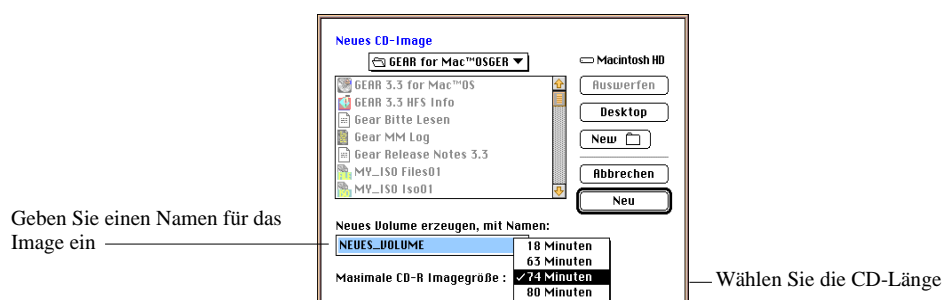 Neues CD-Image
GEAR for Mac™OSGER
Macintosh HD
GEAR 3.3 for Mac™OS
GEAR 3.3 HFS Info
Gear Bitte Lesen
Gear MM Log
Gear Release Notes 3.3
MY_ISO Files01
MY_ISO Iso01
Auswerfen
Desktop
New
Abbrechen
Neu
Geben Sie einen Namen für das
Image ein
Neues Volume erzeugen, mit Namen:
NEUES_VOLUME
Maximale CD-R Imagegröße :
18 Minuten
63 Minuten
✓74 Minuten
80 Minuten
Wählen Sie die CD-Länge